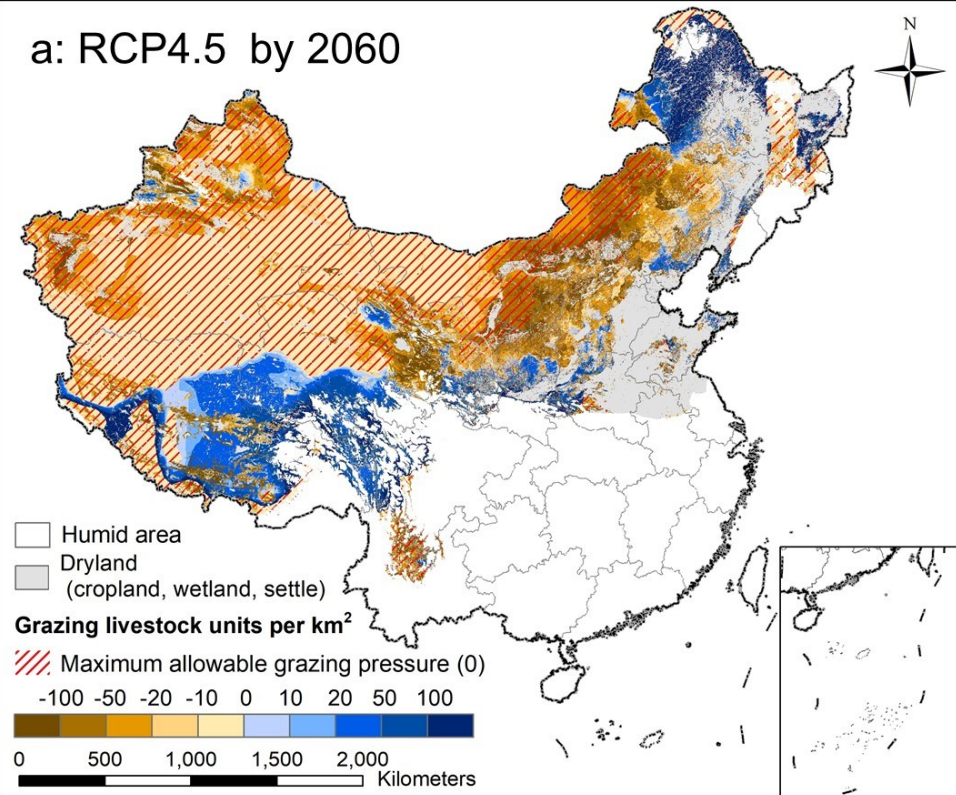 a: RCP4.5 by 2060
N
Humid area
Dryland
(cropland, wetland, settle)
Grazing livestock units per km²
Maximum allowable grazing pressure (0)
-100 -50 -20 -10 0 10 20 50 100
0 500 1,000 1,500 2,000
Kilometers